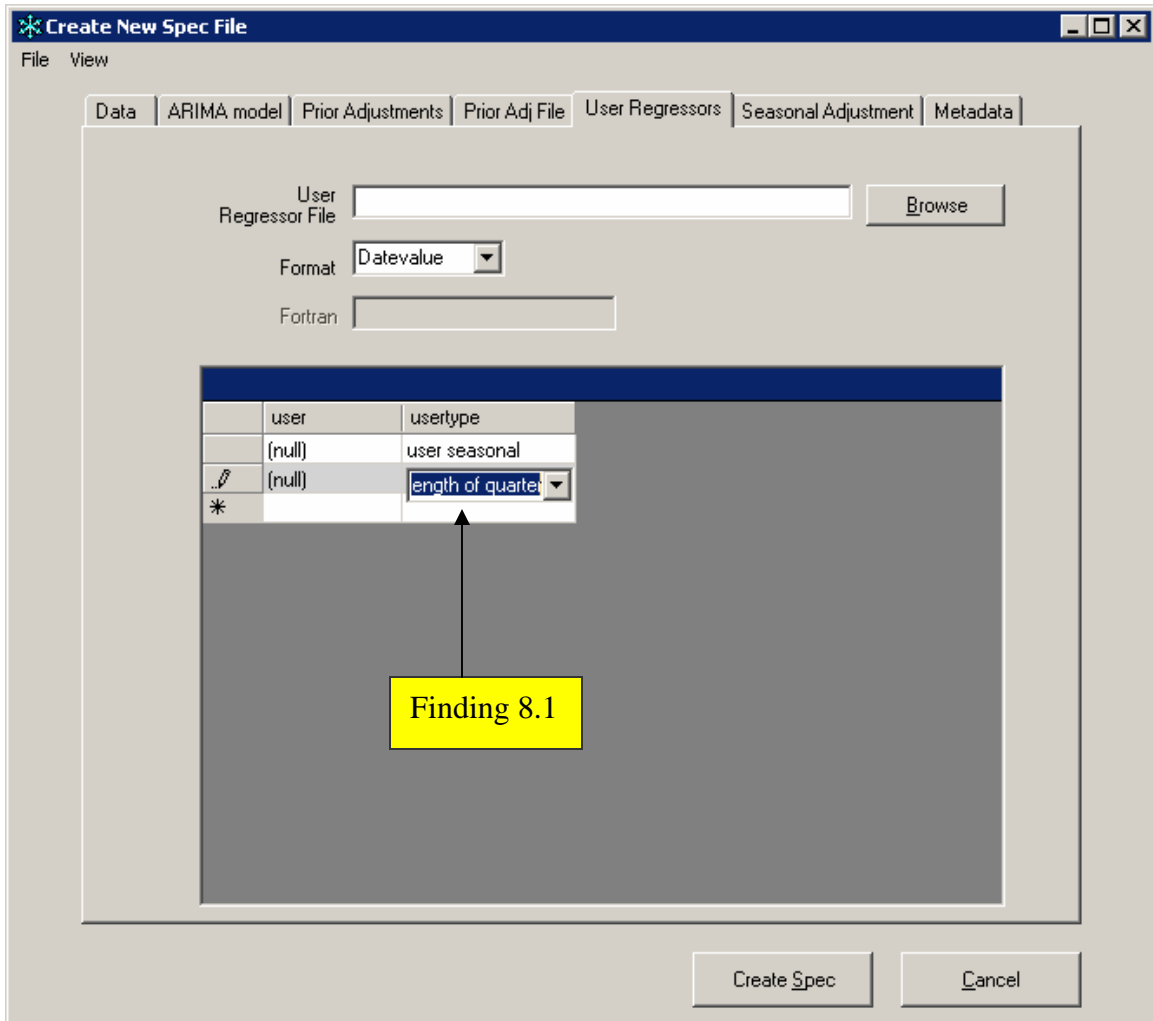 Create New Spec File
File View
Data ARIMA model Prior Adjustments Prior Adj File User Regressors Seasonal Adjustment Metadata
User
Regressor File
Browse
Format Datevalue
Fortran
user usertype
(null) user seasonal
(null) ength of quarter
Finding 8.1
Create Spec Cancel